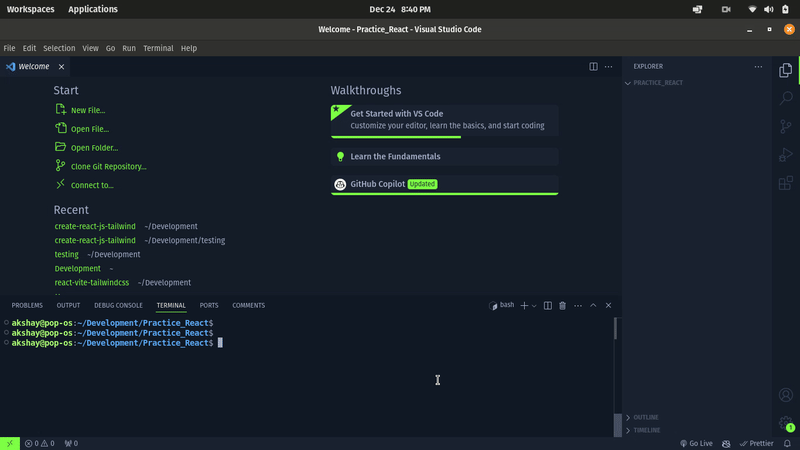 Workspaces Applications Dec 24 8:40 PM
Welcome - Practice_React - Visual Studio Code
File Edit Selection View Go Run Terminal Help
Welcome
EXPLORER
PRACTICE_REACT
Start
New File...
Open File...
Open Folder...
Clone Git Repository...
Connect to...
Recent
create-react-js-tailwind ~/Development
create-react-js-tailwind ~/Development/testing
testing ~/Development
Development ~
react-vite-tailwindcss ~/Development
Walkthroughs
Get Started with VS Code
Customize your editor, learn the basics, and start coding
Learn the Fundamentals
GitHub Copilot Updated
PROBLEMS OUTPUT DEBUG CONSOLE TERMINAL PORTS COMMENTS bash
akshay@pop-os:~/Development/Practice_React$
akshay@pop-os:~/Development/Practice_React$
akshay@pop-os:~/Development/Practice_React$
OUTLINE
TIMELINE
1
0 0 0 Go Live Prettier